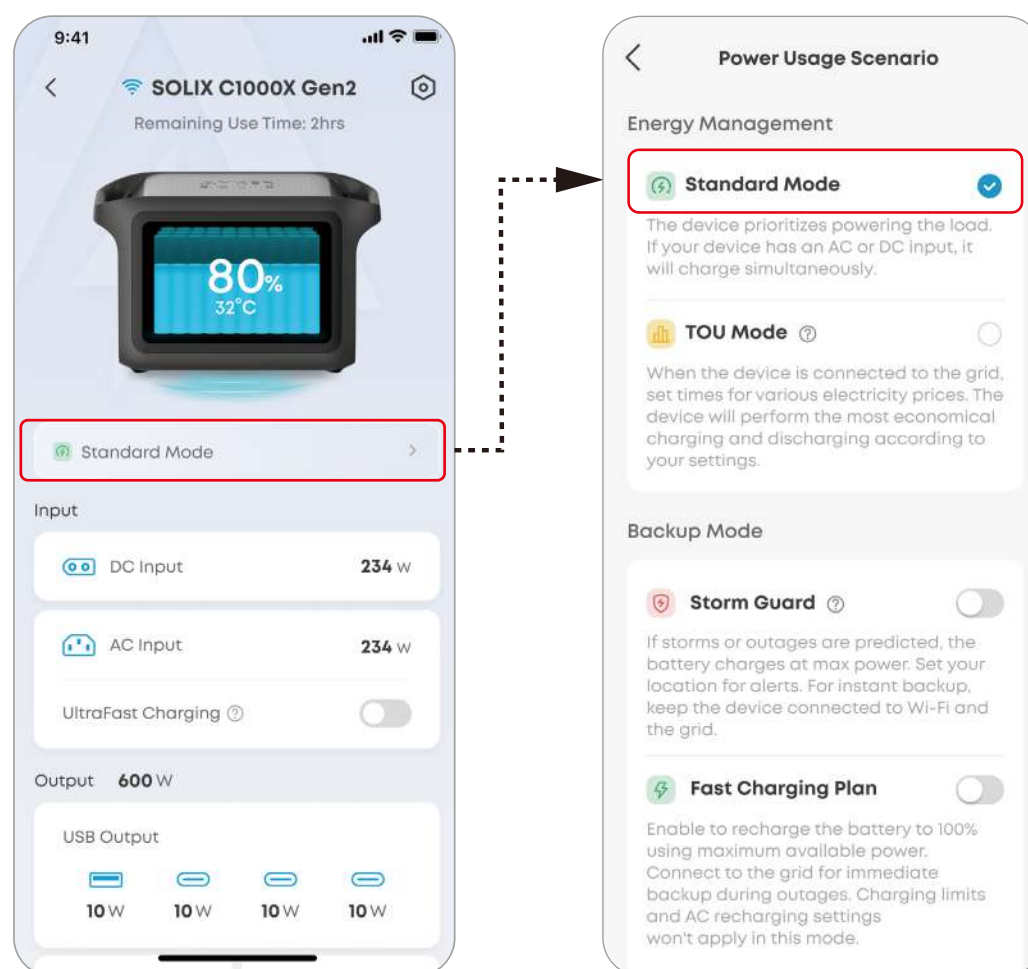 9:41
SOLIX C1000X Gen2
Remaining Use Time: 2hrs
80%
32°C
Standard Mode
Input
DC Input 234 W
AC Input 234 W
UltraFast Charging ?
Output 600 W
USB Output
10 W 10 W 10 W 10 W
Power Usage Scenario
Energy Management
Standard Mode
The device prioritizes powering the load.
If your device has an AC or DC input, it
will charge simultaneously.
TOU Mode ?
When the device is connected to the grid,
set times for various electricity prices. The
device will perform the most economical
charging and discharging according to
your settings.
Backup Mode
Storm Guard ?
If storms or outages are predicted, the
battery charges at max power. Set your
location for alerts. For instant backup,
keep the device connected to Wi-Fi and
the grid.
Fast Charging Plan
Enable to recharge the battery to 100%
using maximum available power.
Connect to the grid for immediate
backup during outages. Charging limits
and AC recharging settings
won't apply in this mode.